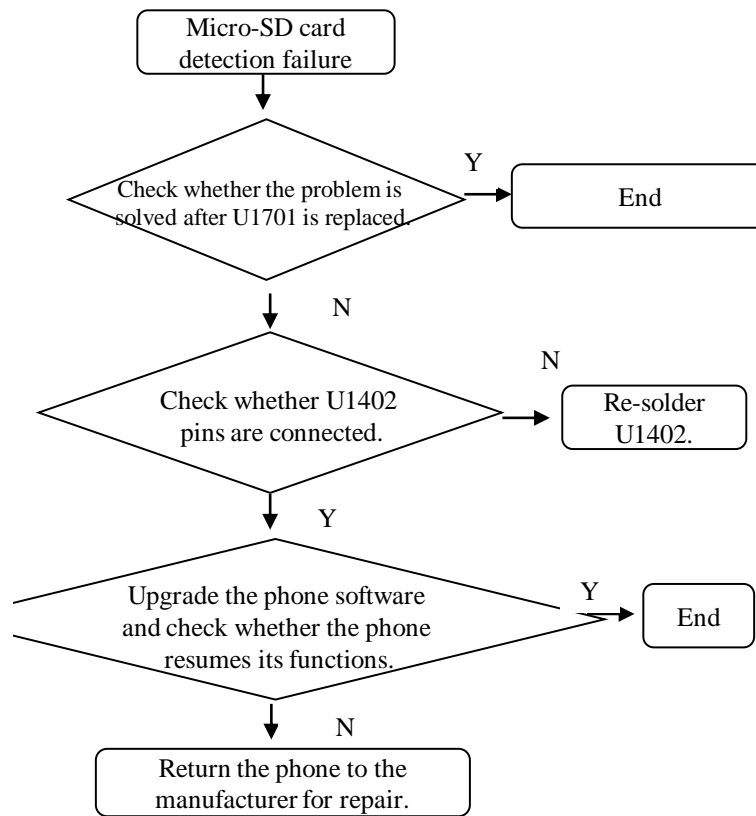 Micro-SD card
detection failure
Y
Check whether the problem is
solved after U1701 is replaced.
End
N
N
Check whether U1402
pins are connected.
Re-solder
U1402.
Y
Y
Upgrade the phone software
and check whether the phone
resumes its functions.
End
N
Return the phone to the
manufacturer for repair.